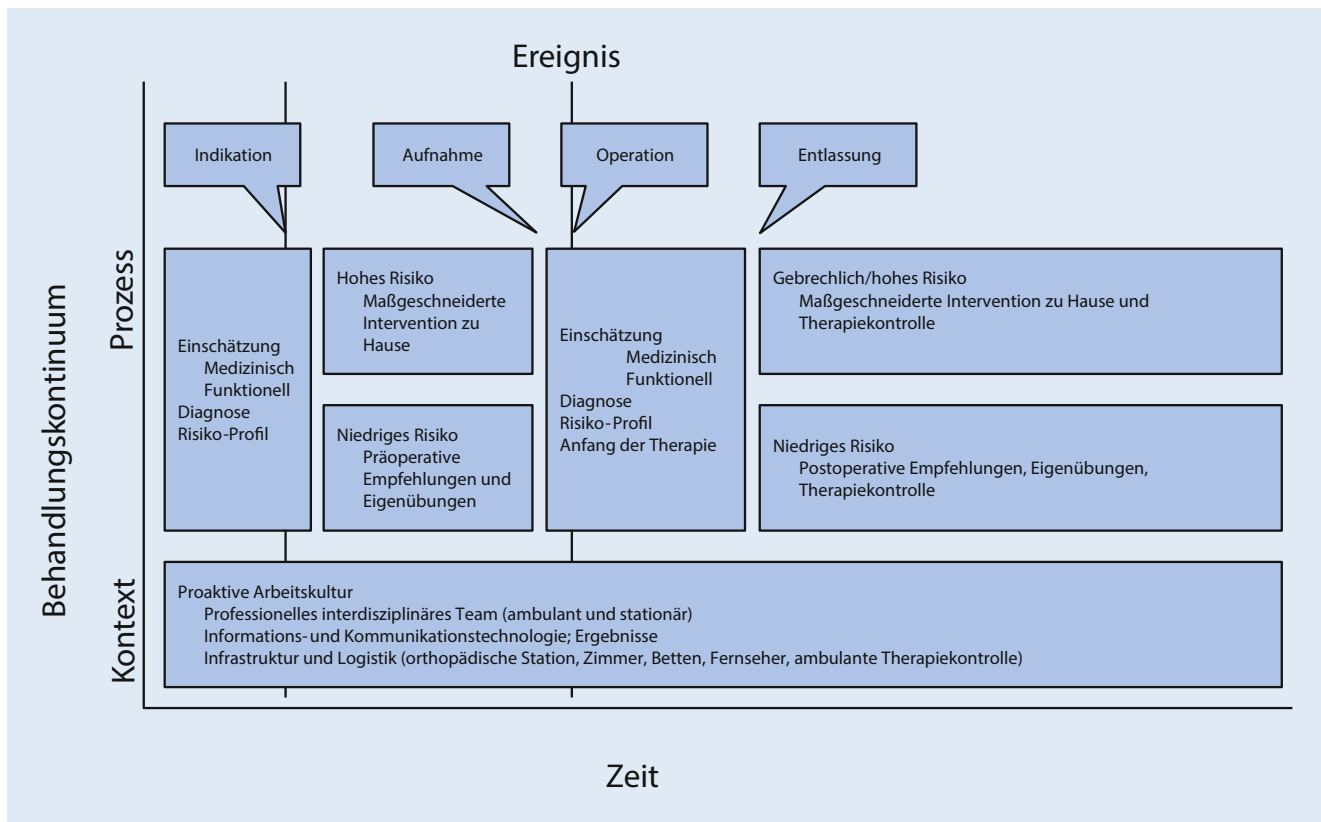 Ereignis
Indikation
Aufnahme
Operation
Entlassung
Behandlungskontinuum
Prozess
Einschätzung
Medizinisch
Funktionell
Diagnose
Risiko-Profil
Hohes Risiko
Maßgeschneiderte
Intervention zu
Hause
Niedriges Risiko
Präoperative
Empfehlungen und
Eigenübungen
Einschätzung
Medizinisch
Funktionell
Diagnose
Risiko-Profil
Anfang der Therapie
Gebrechlich/hohes Risiko
Maßgeschneiderte Intervention zu Hause und
Therapiekontrolle
Niedriges Risiko
Postoperative Empfehlungen, Eigenübungen,
Therapiekontrolle
Kontext
Proaktive Arbeitskultur
Professionelles interdisziplinäres Team (ambulant und stationär)
Informations- und Kommunikationstechnologie; Ergebnisse
Infrastruktur und Logistik (orthopädische Station, Zimmer, Betten, Fernseher, ambulante Therapiekontrolle)
Zeit